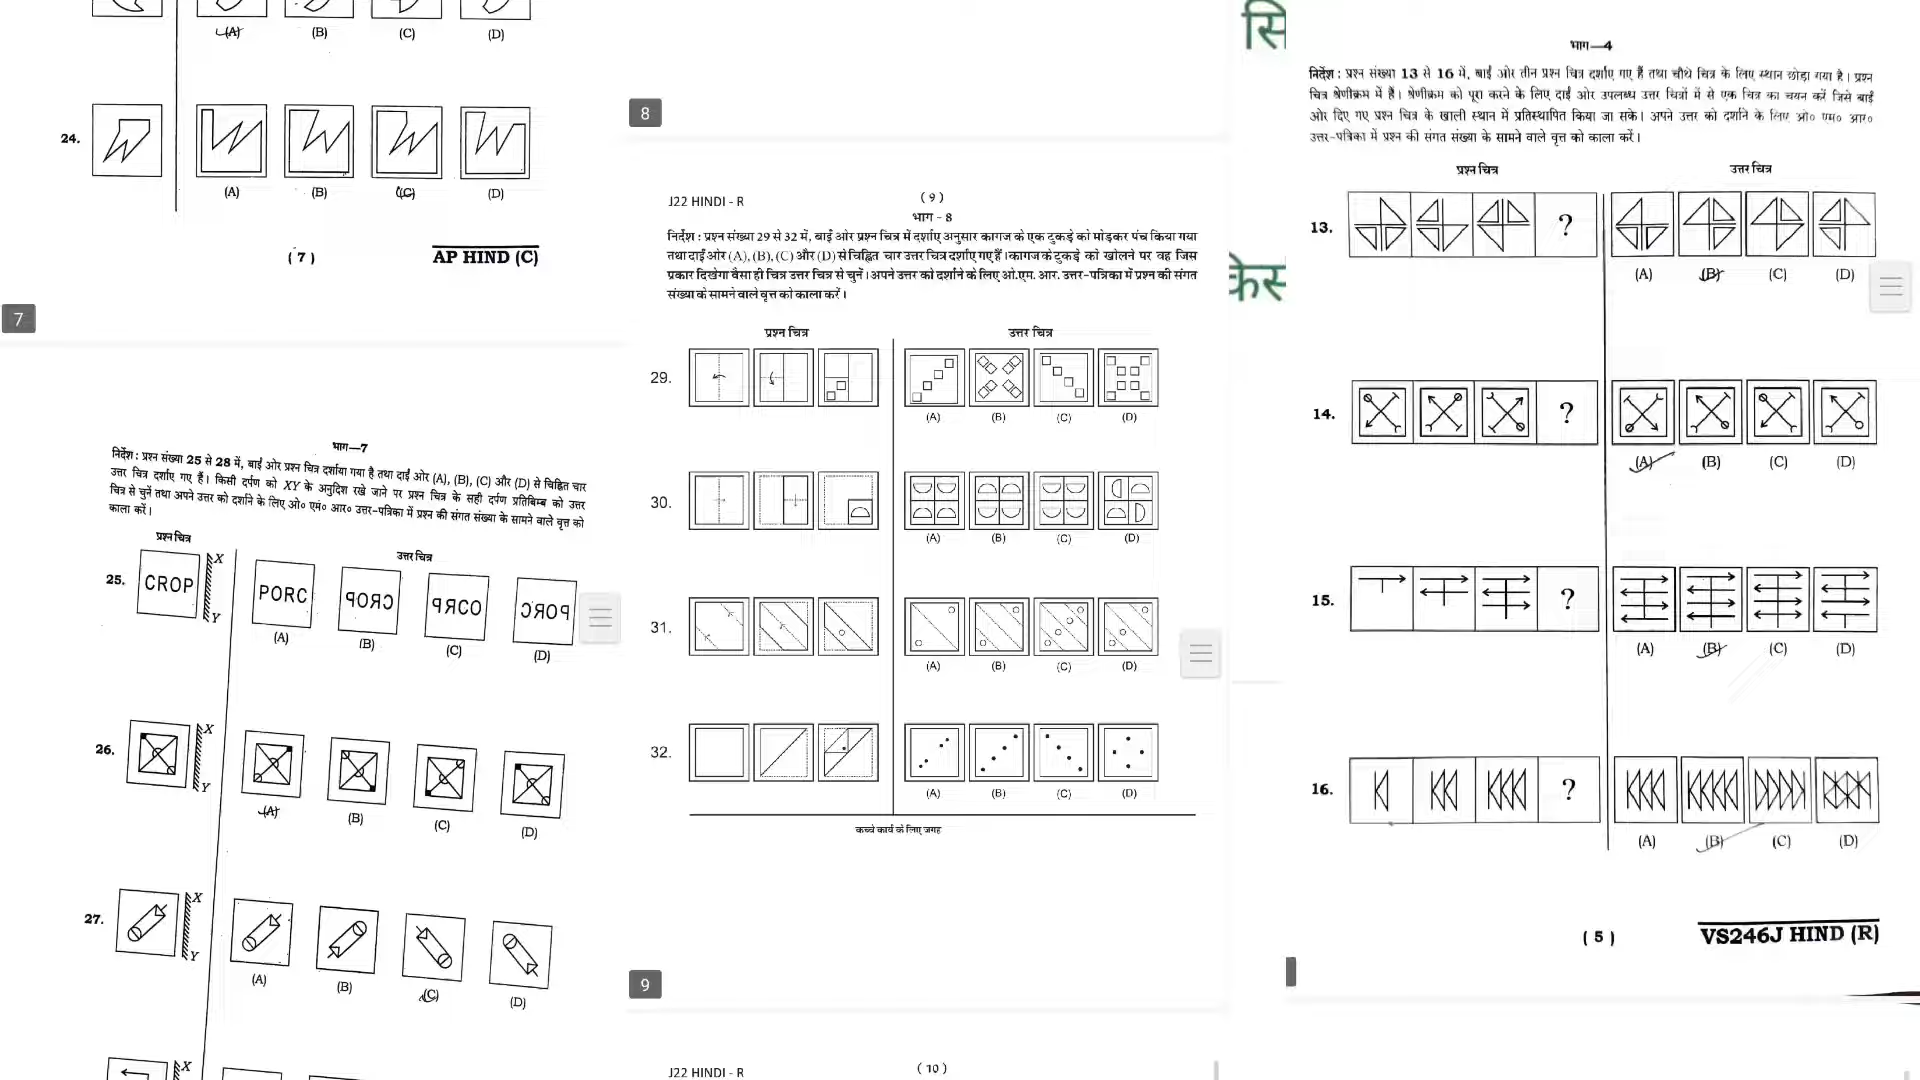 (A) (B) (C) (D)
24.
(A) (B) (C) (D)
( 7 ) AP HIND (C)
7
भाग—7
निर्देश : प्रश्न संख्या 25 से 28 में, बाईं ओर प्रश्न चित्र दर्शाया गया है तथा दाईं ओर (A), (B), (C) और (D) से चिह्नित चार
उत्तर चित्र दर्शाए गए हैं। किसी दर्पण को XY के अनुदिश रखे जाने पर प्रश्न चित्र के सही दर्पण प्रतिबिम्ब को उत्तर
चित्र से चुनें तथा अपने उत्तर को दर्शाने के लिए ओ० एम० आर० उत्तर-पत्रिका में प्रश्न की संगत संख्या के सामने वाले वृत्त को
काला करें।
प्रश्न चित्र
उत्तर चित्र
25. CROP X Y PORC
(A) (B) (C) (D)
26. X Y
(A) (B) (C) (D)
27. X Y
(A) (B) (C) (D)
X
8
J22 HINDI - R ( 9 )
भाग - 8
निर्देश : प्रश्न संख्या 29 से 32 में, बाईं ओर प्रश्न चित्र में दर्शाए अनुसार कागज के एक टुकड़े को मोड़कर पंच किया गया
तथा दाईं ओर (A), (B), (C) और (D) से चिह्नित चार उत्तर चित्र दर्शाए गए हैं। कागज के टुकड़े को खोलने पर वह जिस
प्रकार दिखेगा वैसा ही चित्र उत्तर चित्र से चुनें। अपने उत्तर को दर्शाने के लिए ओ.एम. आर. उत्तर-पत्रिका में प्रश्न की संगत
संख्या के सामने वाले वृत्त को काला करें।
प्रश्न चित्र उत्तर चित्र
29.
(A) (B) (C) (D)
30.
(A) (B) (C) (D)
31.
(A) (B) (C) (D)
32.
(A) (B) (C) (D)
कच्चे कार्य के लिए जगह
9
J22 HINDI - R ( 10 )
सि
केस
भाग—4
निर्देश : प्रश्न संख्या 13 से 16 में, बाईं ओर तीन प्रश्न चित्र दर्शाए गए हैं तथा चौथे चित्र के लिए स्थान छोड़ा गया है। प्रश्न
चित्र श्रेणीक्रम में हैं। श्रेणीक्रम को पूरा करने के लिए दाईं ओर उपलब्ध उत्तर चित्रों में से एक चित्र का चयन करें जिसे बाईं
ओर दिए गए प्रश्न चित्र के खाली स्थान में प्रतिस्थापित किया जा सके। अपने उत्तर को दर्शाने के लिए ओ० एम० आर०
उत्तर-पत्रिका में प्रश्न की संगत संख्या के सामने वाले वृत्त को काला करें।
प्रश्न चित्र उत्तर चित्र
13. ?
(A) (B) (C) (D)
14. ?
(A) (B) (C) (D)
15. ?
(A) (B) (C) (D)
16. ?
(A) (B) (C) (D)
( 5 ) VS246J HIND (R)